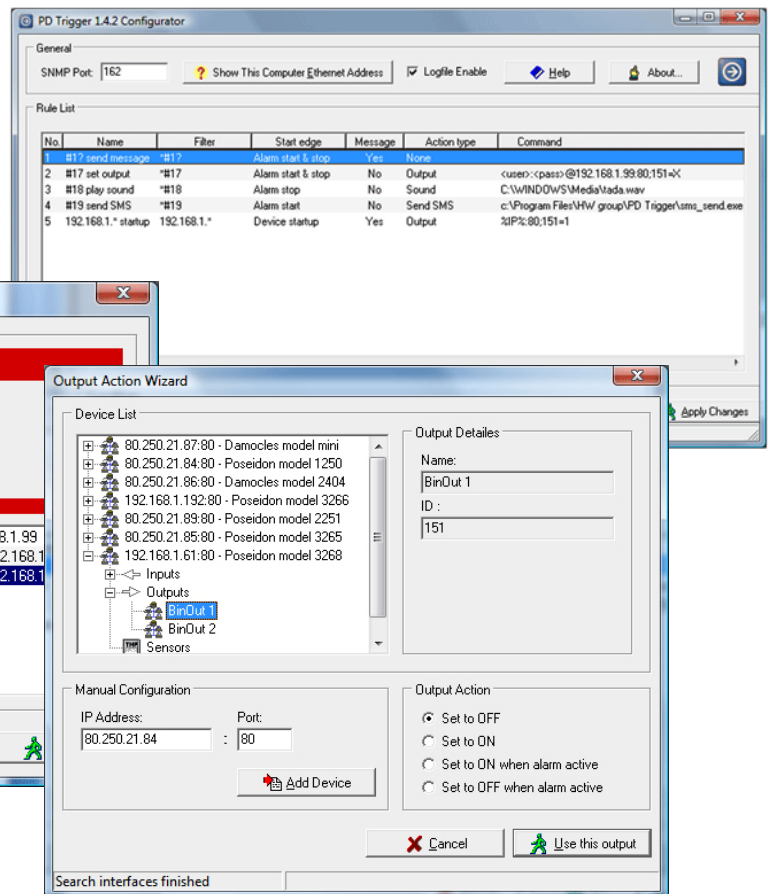 PD Trigger 1.4.2 Configurator
General
SNMP Port: 162 ? Show This Computer Ethernet Address Logfile Enable Help About...
Rule List
No. Name Filter Start edge Message Action type Command
1 #1? send message *#1? Alarm start & stop Yes None
2 #17 set output *#17 Alarm start & stop No Output <user>:<pass>@192.168.1.99:80;151=X
3 #18 play sound *#18 Alarm stop No Sound C:\WINDOWS\Media\tada.wav
4 #19 send SMS *#19 Alarm start No Send SMS c:\Program Files\HW group\PD Trigger\sms_send.exe
5 192.168.1.* startup 192.168.1.* Device startup Yes Output %IP%:80;151=1
Apply Changes
8.1.99
2.168.1
2.168.1
Output Action Wizard
Device List
80.250.21.87:80 - Damocles model mini
80.250.21.84:80 - Poseidon model 1250
80.250.21.86:80 - Damocles model 2404
192.168.1.192:80 - Poseidon model 3266
80.250.21.89:80 - Poseidon model 2251
80.250.21.85:80 - Poseidon model 3265
192.168.1.61:80 - Poseidon model 3268
Inputs
Outputs
BinOut 1
BinOut 2
Sensors
Output Detailes
Name:
BinOut 1
ID :
151
Manual Configuration
IP Address: Port:
80.250.21.84 : 80
Add Device
Output Action
Set to OFF
Set to ON
Set to ON when alarm active
Set to OFF when alarm active
Cancel
Use this output
Search interfaces finished